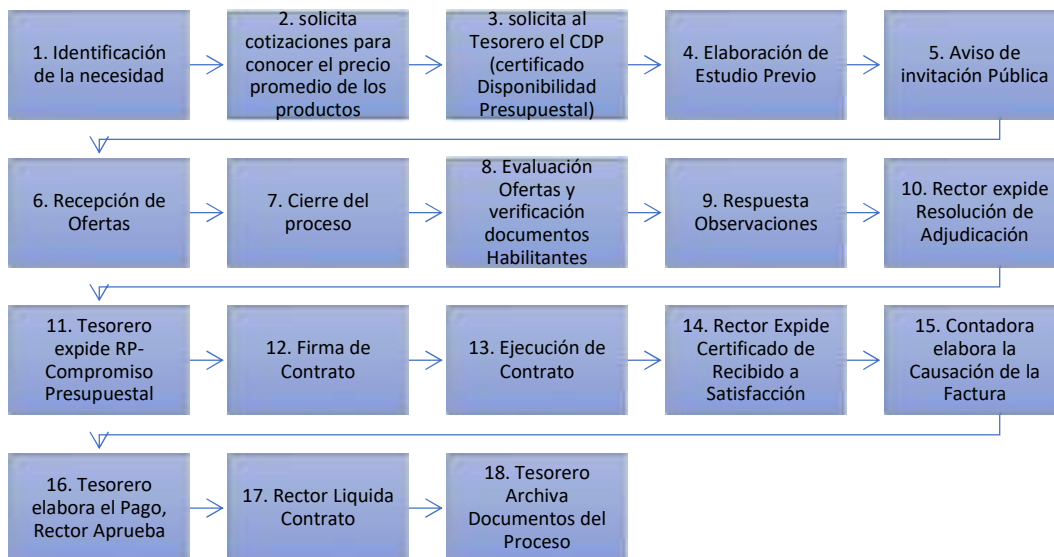 1. Identificación
de la necesidad
2. solicita
cotizaciones para
conocer el precio
promedio de los
productos
3. solicita al
Tesorero el CDP
(certificado
Disponibilidad
Presupuestal)
4. Elaboración de
Estudio Previo
5. Aviso de
invitación Pública
6. Recepción de
Ofertas
7. Cierre del
proceso
8. Evaluación
Ofertas y
verificación
documentos
Habilitantes
9. Respuesta
Observaciones
10. Rector expide
Resolución de
Adjudicación
11. Tesorero
expide RP-
Compromiso
Presupuestal
12. Firma de
Contrato
13. Ejecución de
Contrato
14. Rector Expide
Certificado de
Recibido a
Satisfacción
15. Contadora
elabora la
Causación de la
Factura
16. Tesorero
elabora el Pago,
Rector Aprueba
17. Rector Liquida
Contrato
18. Tesorero
Archiva
Documentos del
Proceso